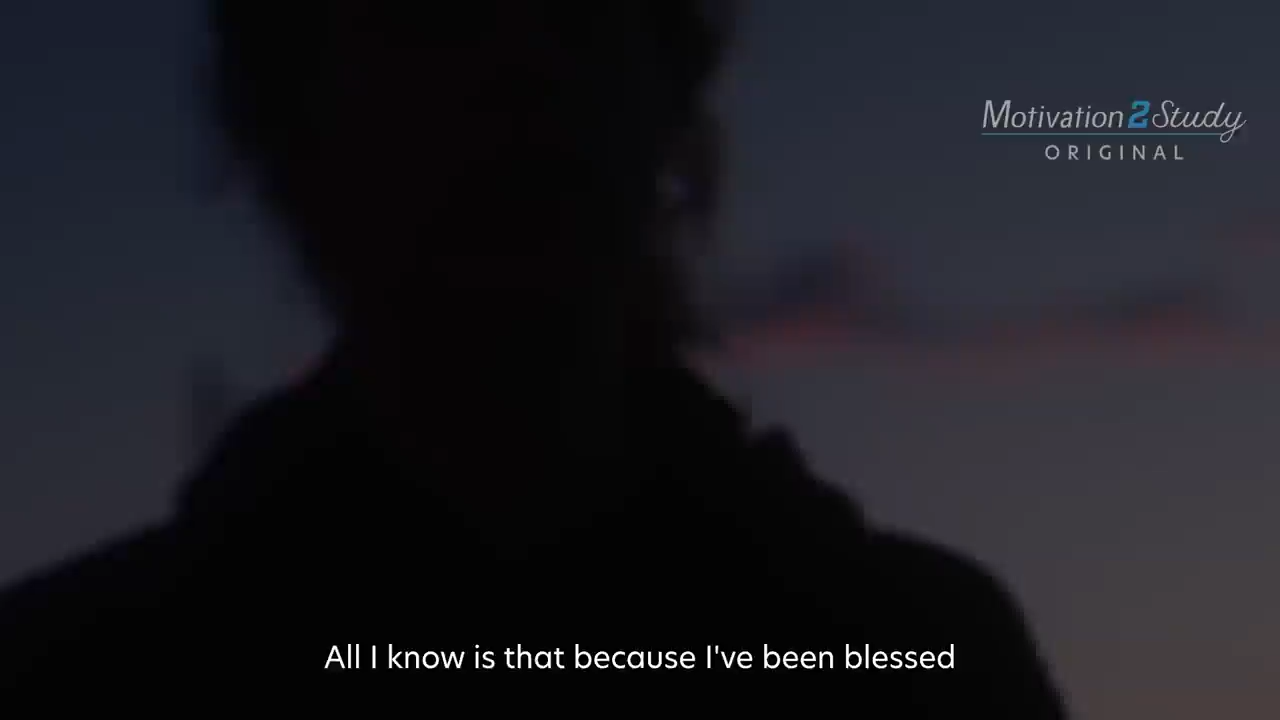 Motivation2Study
ORIGINAL
All I know is that because I've been blessed